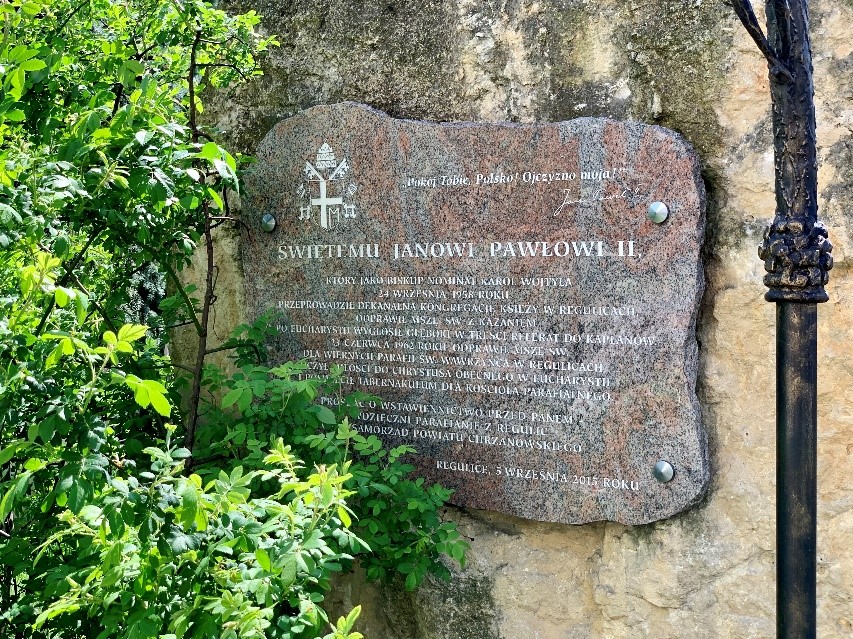 „Pokój Tobie, Polsko! Ojczyzno moja!"
ŚWIĘTEMU JANOWI PAWŁOWI II,
KTÓRY JAKO BISKUP NOMINAT KAROL WOJTYŁA
24 WRZEŚNIA 1958 ROKU
PRZEPROWADZIŁ DEKANALNĄ KONGREGACJĘ KSIĘŻY W REGULICACH,
ODPRAWIŁ MSZĘ ŚW. Z KAZANIEM,
PO EUCHARYSTII WYGŁOSIŁ GŁĘBOKI W TREŚCI REFERAT DO KAPŁANÓW.
13 CZERWCA 1962 ROKU ODPRAWIŁ MSZĘ ŚW.
DLA WIERNYCH PARAFII ŚW. WAWRZYŃCA W REGULICACH,
MIŁOŚCI DO CHRYSTUSA OBECNEGO W EUCHARYSTII
TABERNAKULUM DLA KOŚCIOŁA PARAFIALNEGO.
PROSZĄC O WSTAWIENNICTWO PRZED PANEM
WDZIĘCZNI PARAFIANIE Z REGULIC
SAMORZĄD POWIATU CHRZANOWSKIEGO
REGULICE, 5 WRZEŚNIA 2015 ROKU